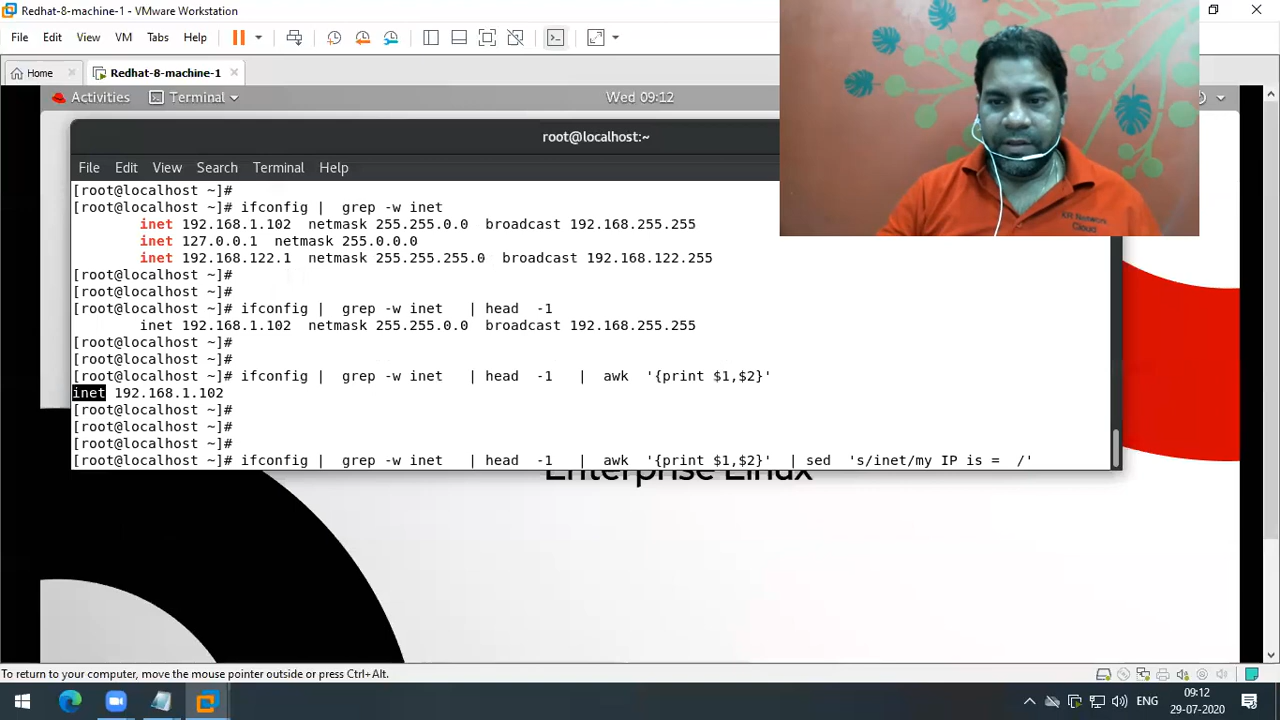 Redhat-8-machine-1 - VMware Workstation
File Edit View VM Tabs Help
Home Redhat-8-machine-1
Activities Terminal Wed 09:12
root@localhost:~
File Edit View Search Terminal Help
[root@localhost ~]#
[root@localhost ~]# ifconfig |  grep -w inet
        inet 192.168.1.102  netmask 255.255.0.0  broadcast 192.168.255.255
        inet 127.0.0.1  netmask 255.0.0.0
        inet 192.168.122.1  netmask 255.255.255.0  broadcast 192.168.122.255
[root@localhost ~]#
[root@localhost ~]#
[root@localhost ~]# ifconfig |  grep -w inet   | head  -1
        inet 192.168.1.102  netmask 255.255.0.0  broadcast 192.168.255.255
[root@localhost ~]#
[root@localhost ~]#
[root@localhost ~]# ifconfig |  grep -w inet   | head  -1   |  awk  '{print $1,$2}'
inet 192.168.1.102
[root@localhost ~]#
[root@localhost ~]#
[root@localhost ~]#
[root@localhost ~]# ifconfig |  grep -w inet   | head  -1   |  awk  '{print $1,$2}'  | sed  's/inet/my IP is =  /'
Enterprise Linux
KR Network
Cloud
To return to your computer, move the mouse pointer outside or press Ctrl+Alt.
ENG
09:12
29-07-2020